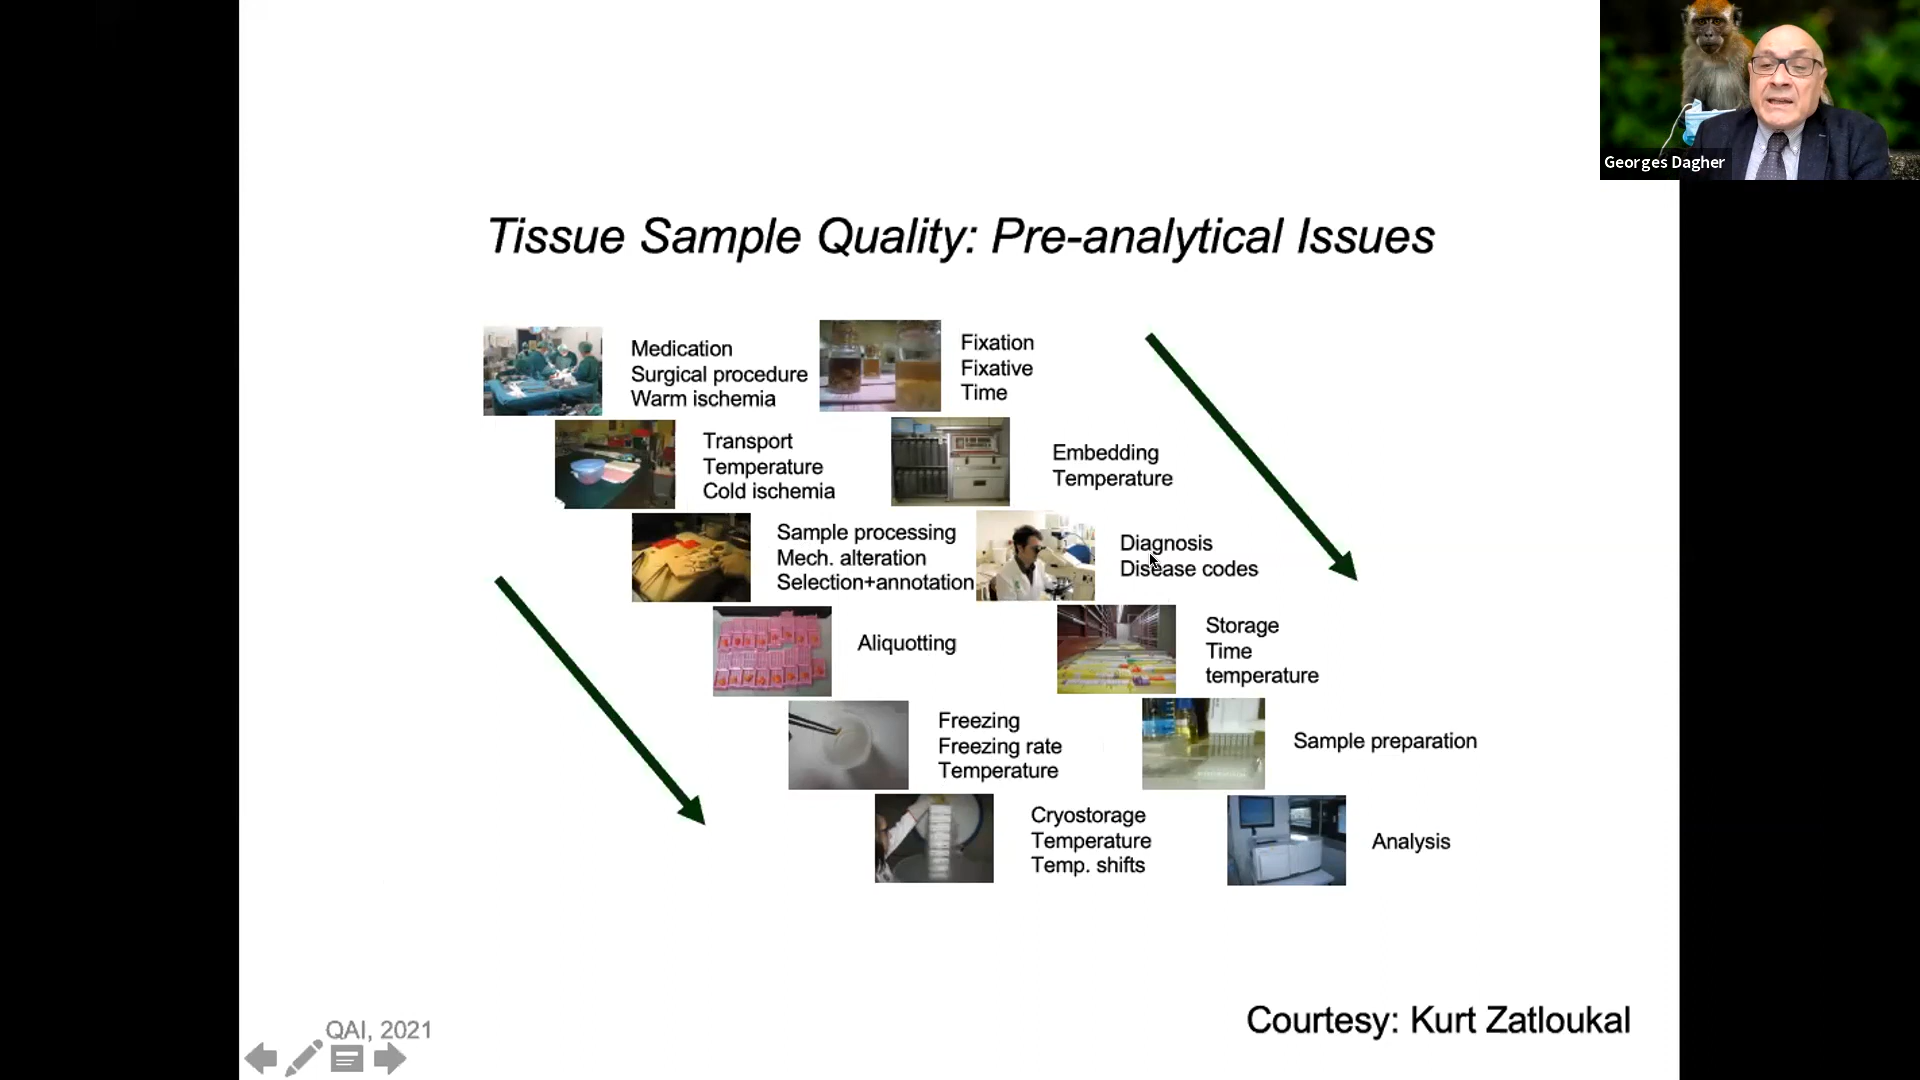 Georges Dagher
Tissue Sample Quality: Pre-analytical Issues
Medication
Surgical procedure
Warm ischemia
Transport
Temperature
Cold ischemia
Sample processing
Mech. alteration
Selection+annotation
Aliquotting
Freezing
Freezing rate
Temperature
Cryostorage
Temperature
Temp. shifts
Fixation
Fixative
Time
Embedding
Temperature
Diagnosis
Disease codes
Storage
Time
temperature
Sample preparation
Analysis
QAI, 2021
Courtesy: Kurt Zatloukal